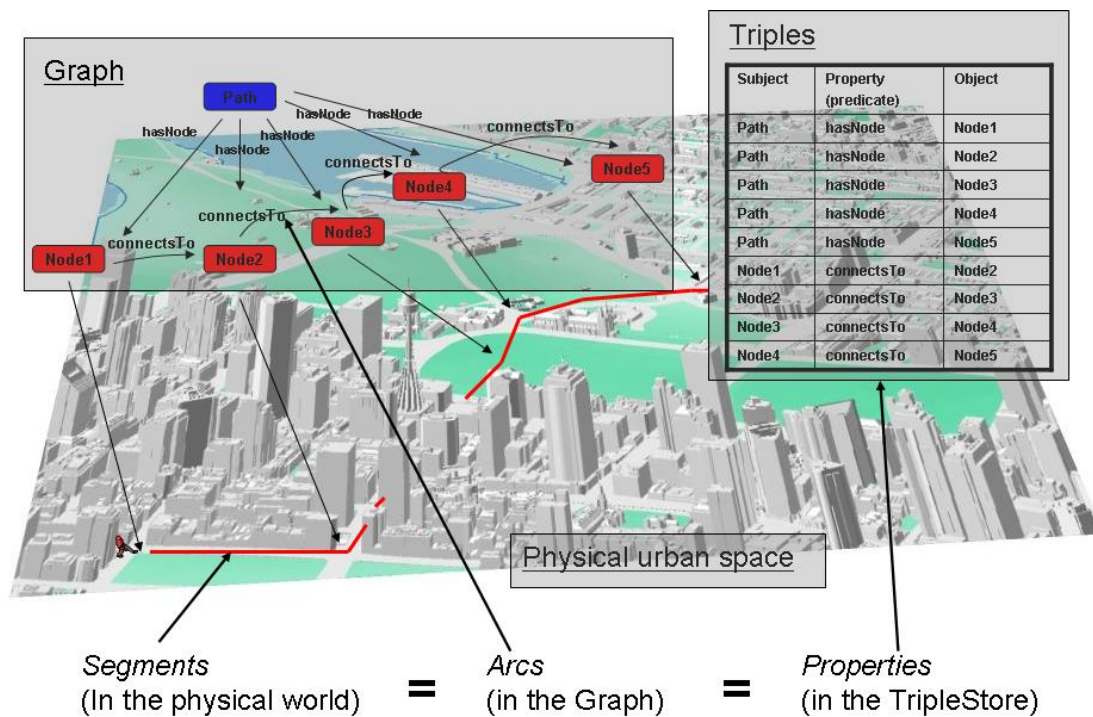 Graph
Path
hasNode
hasNode
hasNode
hasNode
hasNode
connectsTo
connectsTo
connectsTo
connectsTo
Node5
Node4
Node3
Node1
Node2
Triples
Subject Property Object
(predicate)
Path hasNode Node1
Path hasNode Node2
Path hasNode Node3
Path hasNode Node4
Path hasNode Node5
Node1 connectsTo Node2
Node2 connectsTo Node3
Node3 connectsTo Node4
Node4 connectsTo Node5
Physical urban space
Segments = Arcs = Properties
(In the physical world) (in the Graph) (in the TripleStore)